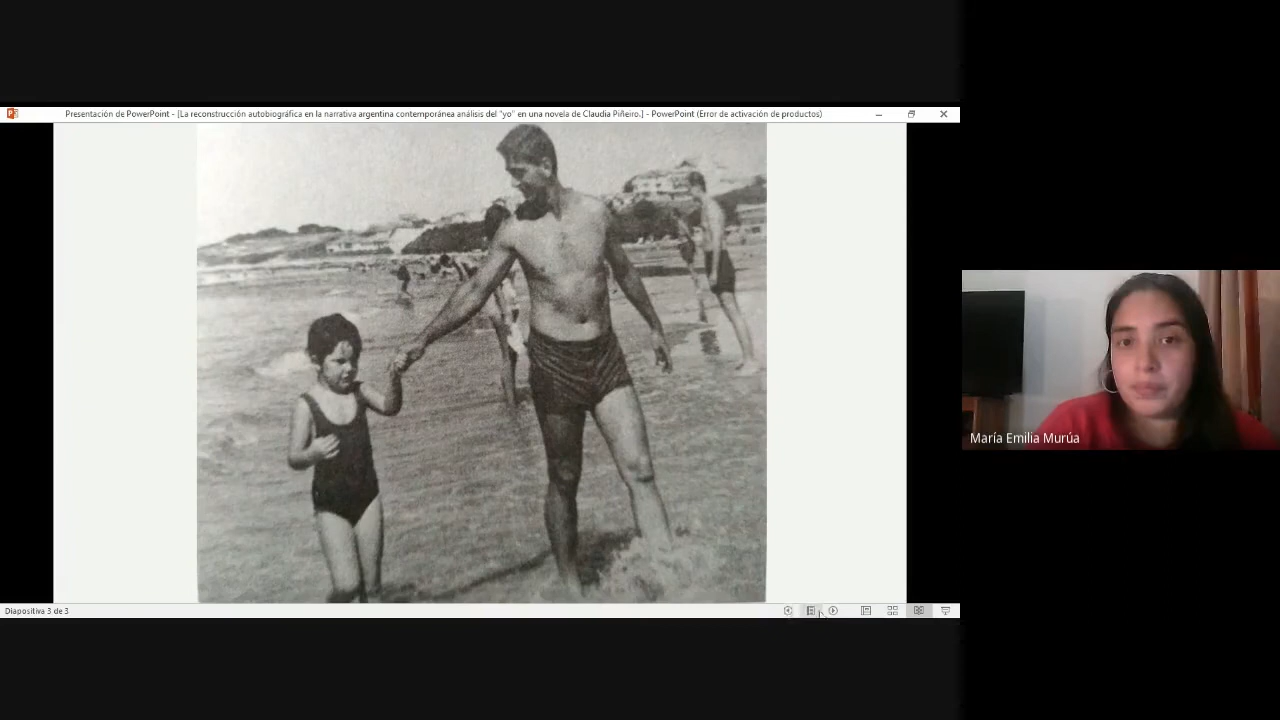 Presentación de PowerPoint - [La reconstrucción autobiográfica en la narrativa argentina contemporánea análisis del "yo" en una novela de Claudia Piñeiro.] - PowerPoint (Error de activación de productos)
María Emilia Murúa
Diapositiva 3 de 3